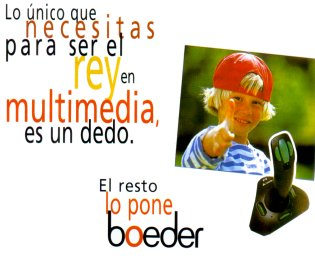 Lo único que
necesitas
para ser el
rey en
multimedia,
es un dedo.
El resto
lo pone
boeder